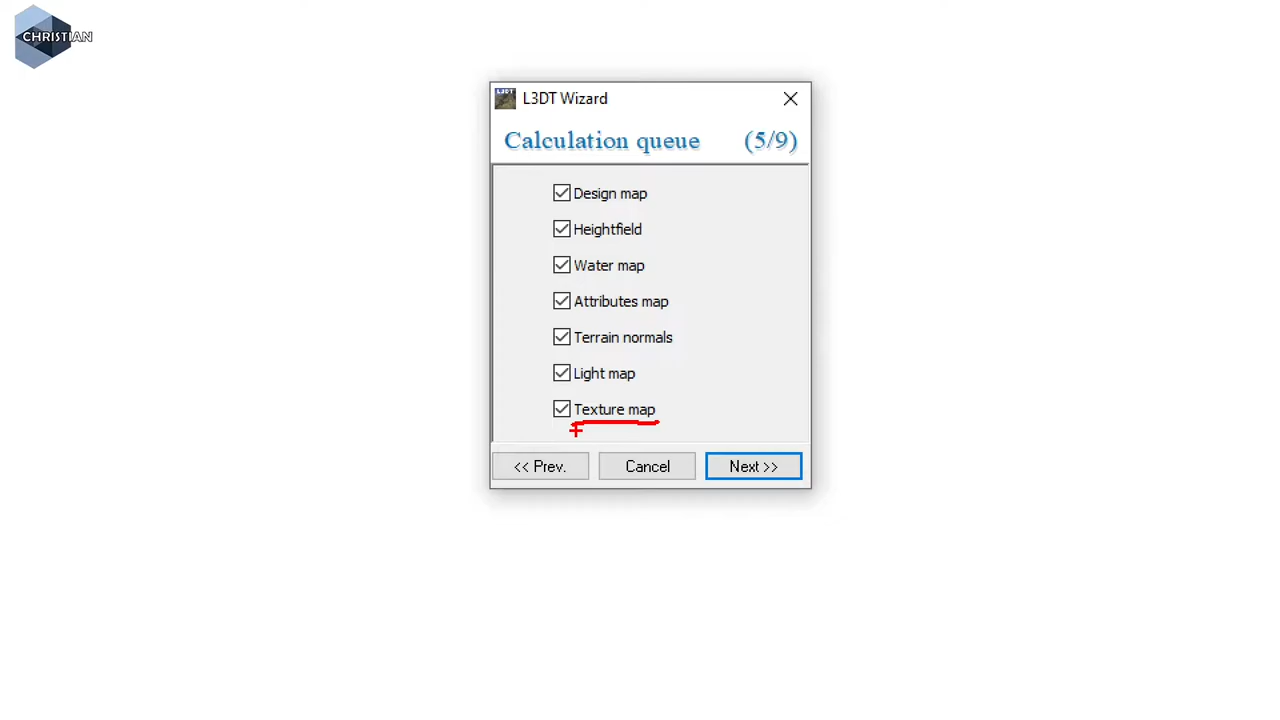 CHRISTIAN
L3DT
L3DT Wizard
Calculation queue (5/9)
Design map
Heightfield
Water map
Attributes map
Terrain normals
Light map
Texture map
<< Prev. Cancel Next >>